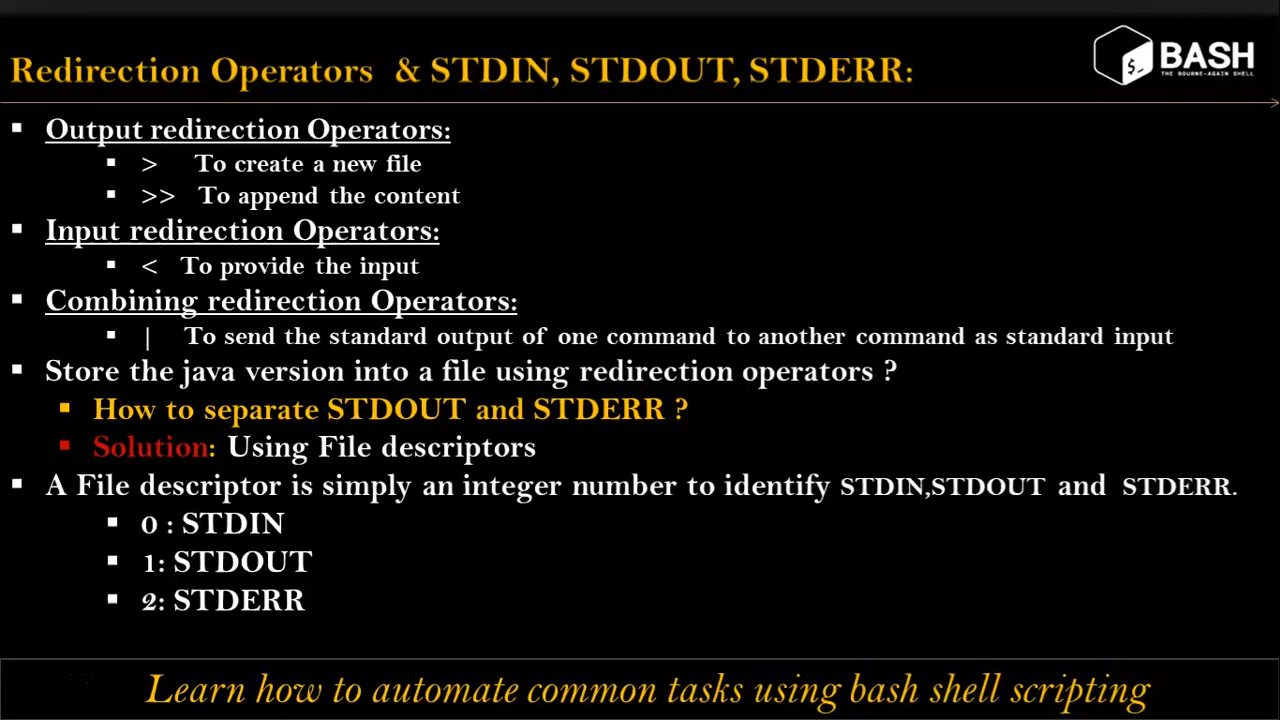 Redirection Operators & STDIN, STDOUT, STDERR:
$_ BASH
THE BOURNE-AGAIN SHELL
▪ Output redirection Operators:
▪ > To create a new file
▪ >> To append the content
▪ Input redirection Operators:
▪ < To provide the input
▪ Combining redirection Operators:
▪ | To send the standard output of one command to another command as standard input
▪ Store the java version into a file using redirection operators ?
▪ How to separate STDOUT and STDERR ?
▪ Solution: Using File descriptors
▪ A File descriptor is simply an integer number to identify STDIN,STDOUT and STDERR.
▪ 0 : STDIN
▪ 1: STDOUT
▪ 2: STDERR
Learn how to automate common tasks using bash shell scripting